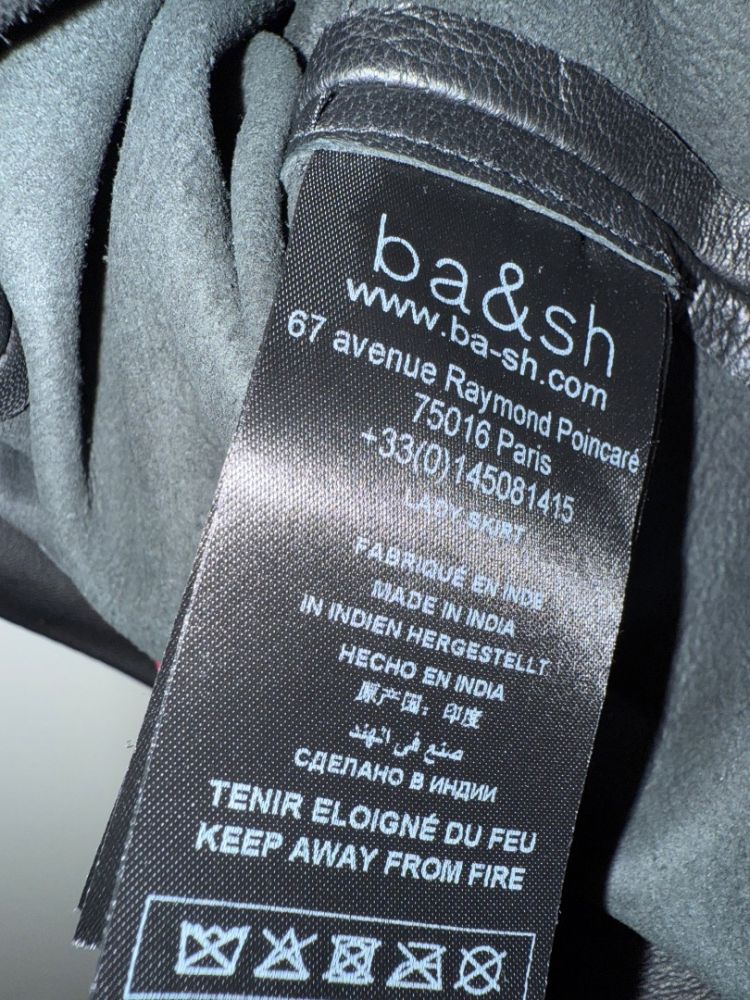 ba&sh
www.ba-sh.com
67 avenue Raymond Poincaré
75016 Paris
+33(0)145081415
LADY SKIRT
FABRIQUÉ EN INDE
MADE IN INDIA
IN INDIEN HERGESTELLT
HECHO EN INDIA
原产国：印度
صنع في الهند
СДЕЛАНО В ИНДИИ
TENIR ELOIGNÉ DU FEU
KEEP AWAY FROM FIRE